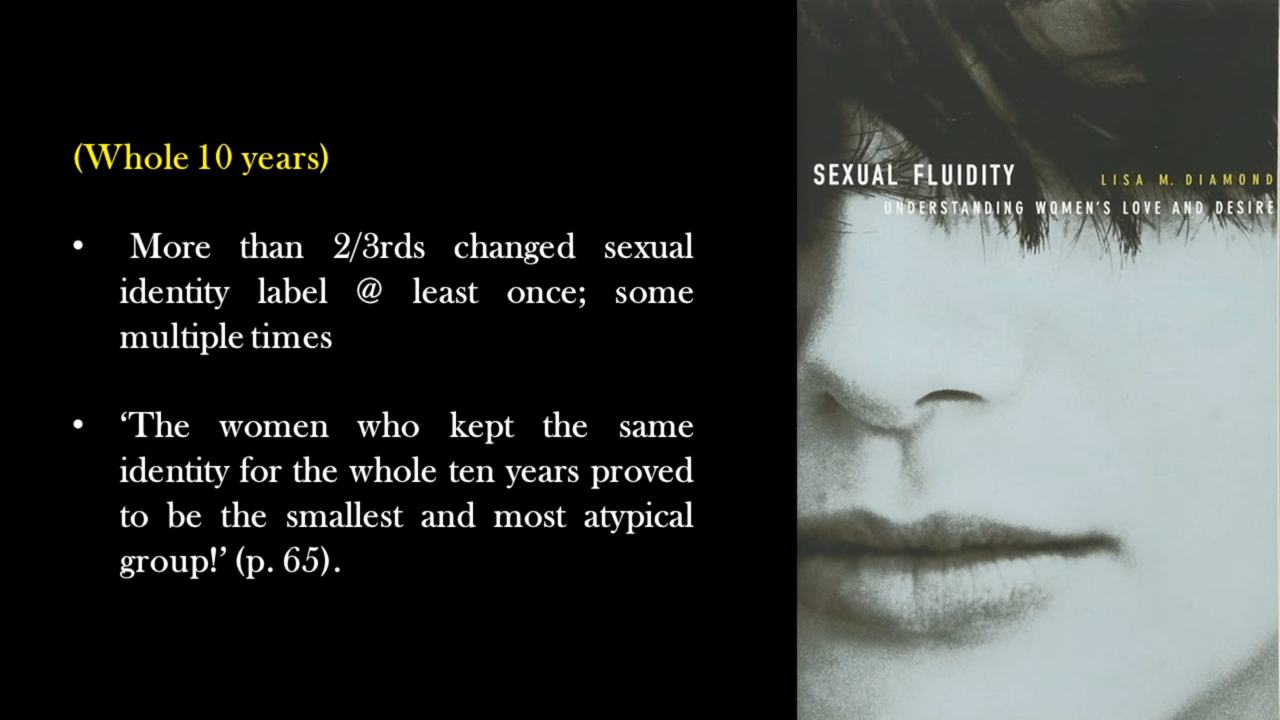 (Whole 10 years)
• More than 2/3rds changed sexual
identity label @ least once; some
multiple times
• ‘The women who kept the same
identity for the whole ten years proved
to be the smallest and most atypical
group!’ (p. 65).
SEXUAL FLUIDITY LISA M. DIAMOND
UNDERSTANDING WOMEN'S LOVE AND DESIRE